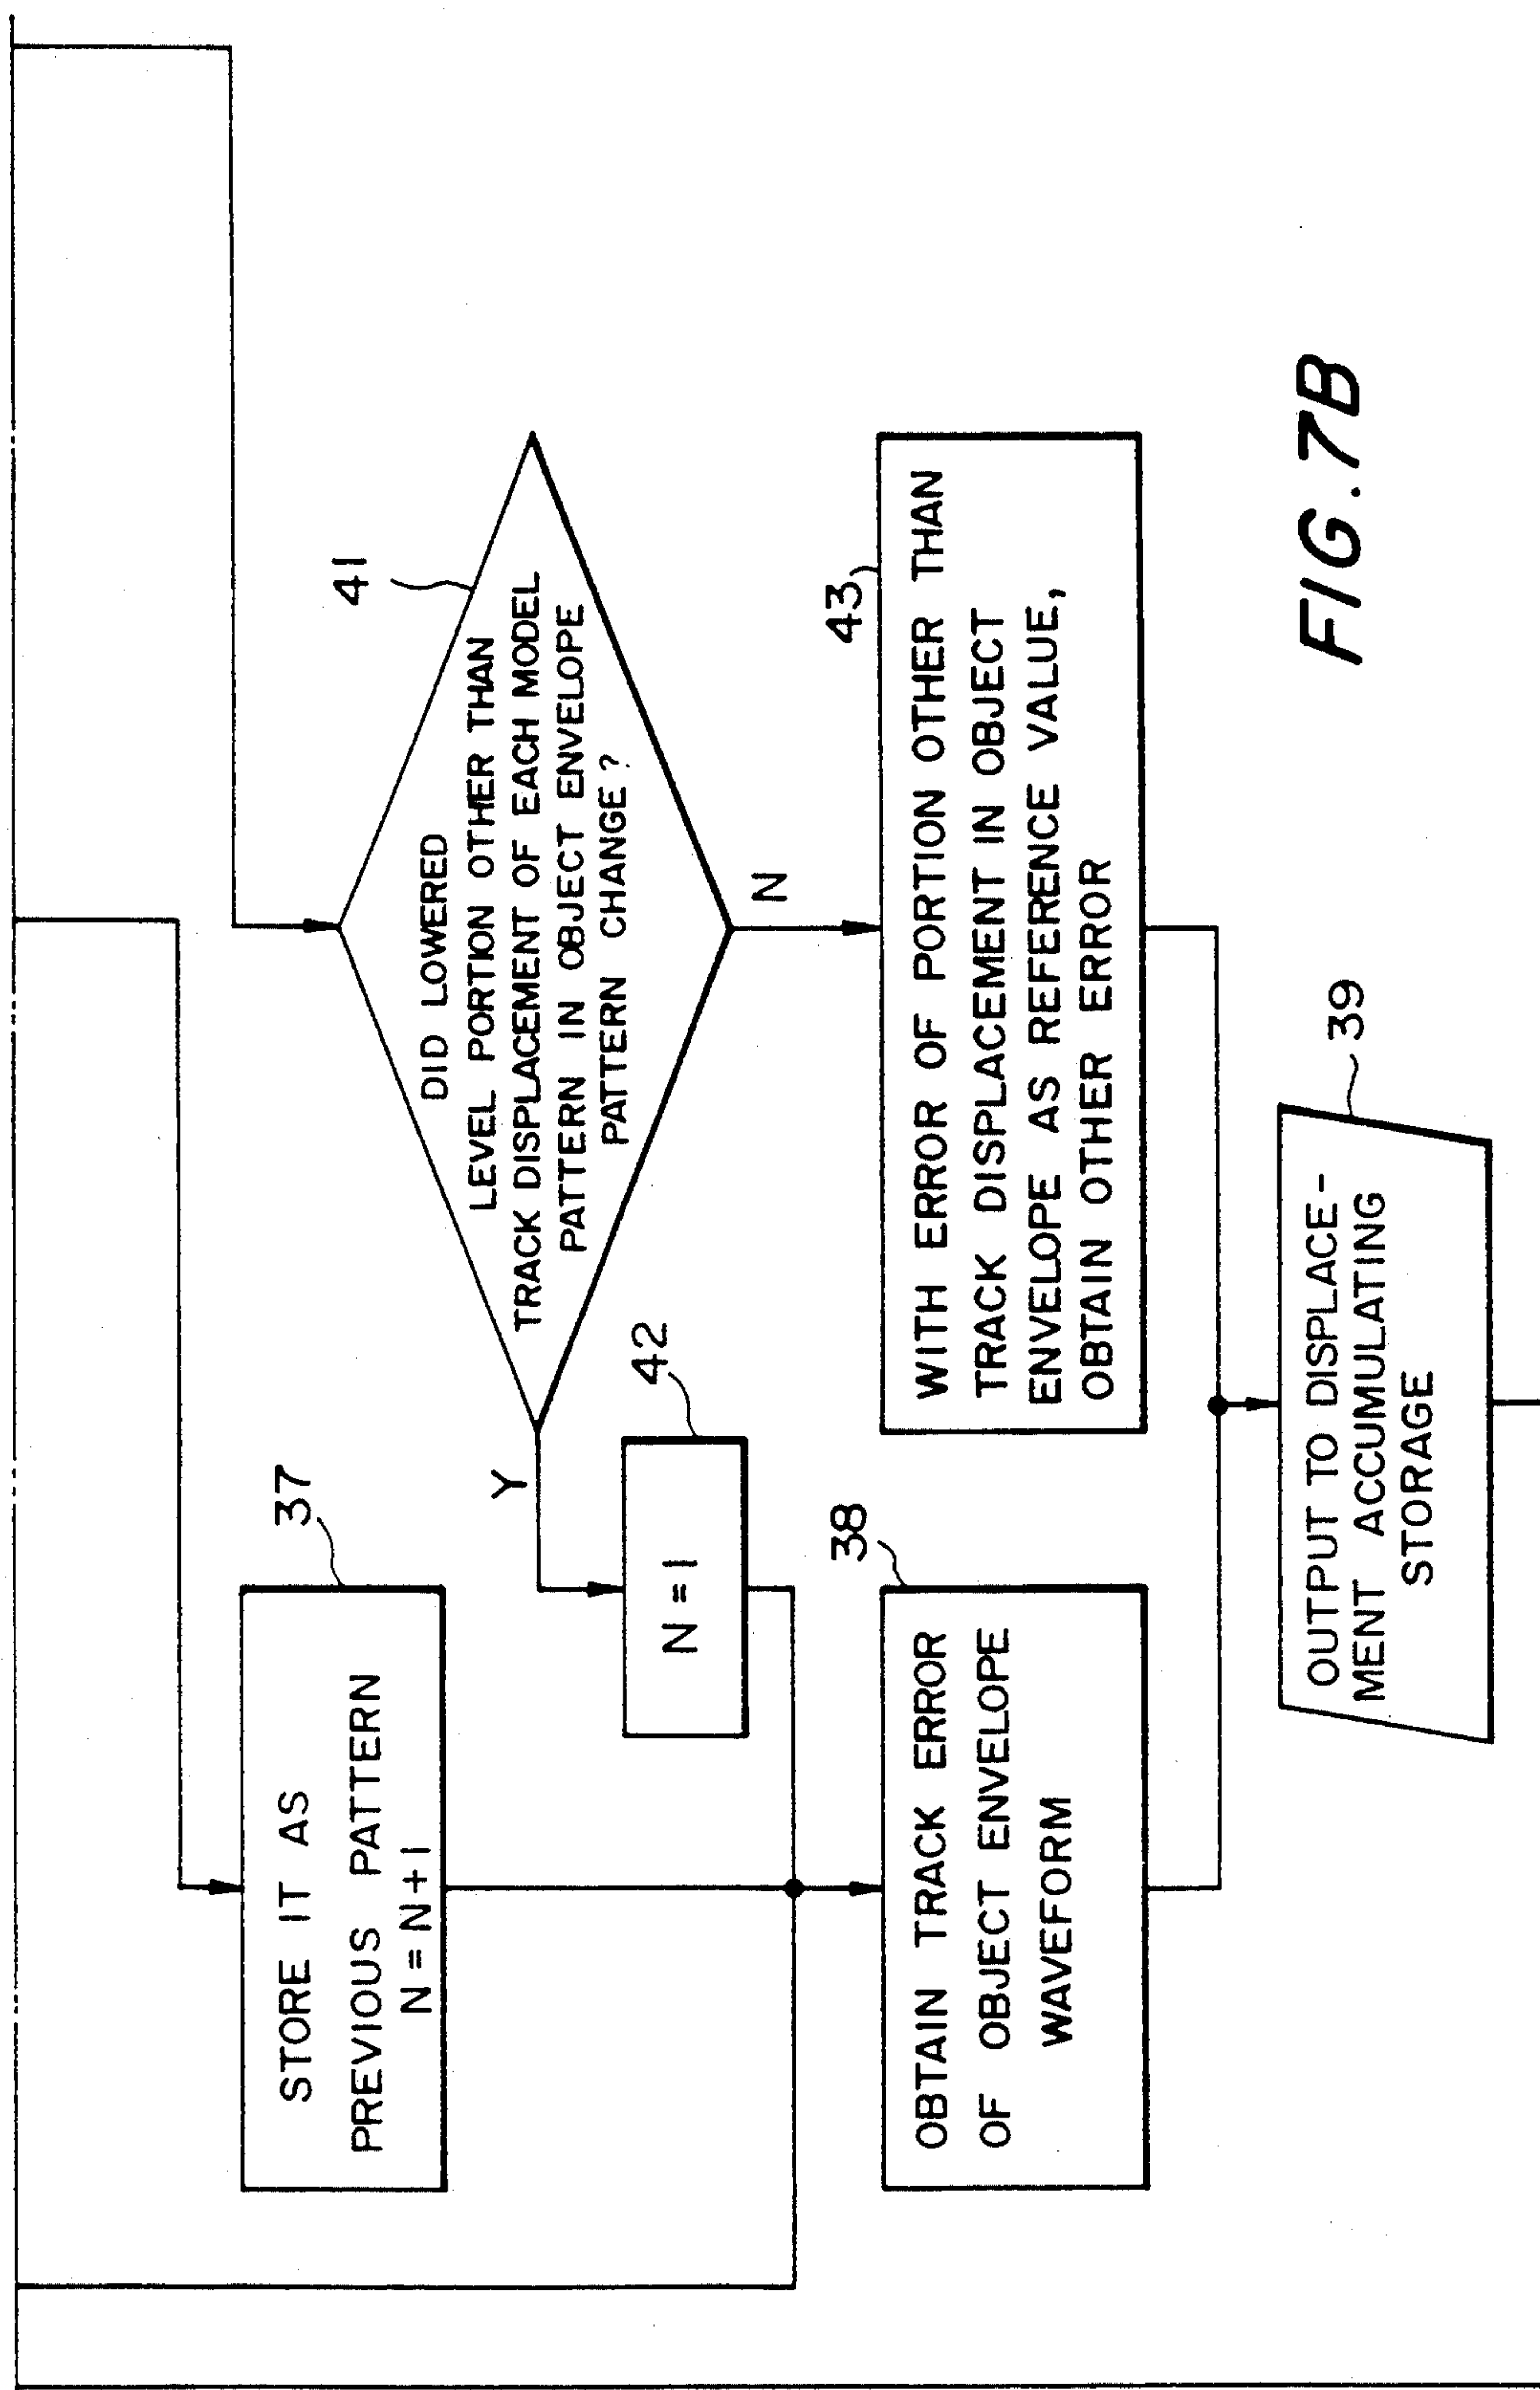 37
STORE IT AS
PREVIOUS PATTERN
N = N + 1
41
DID LOWERED
LEVEL PORTION OTHER THAN
TRACK DISPLACEMENT OF EACH MODEL
PATTERN IN OBJECT ENVELOPE
PATTERN CHANGE ?
Y
N
42
N = 1
38
OBTAIN TRACK ERROR
OF OBJECT ENVELOPE
WAVEFORM
43
WITH ERROR OF PORTION OTHER THAN
TRACK DISPLACEMENT IN OBJECT
ENVELOPE AS REFERENCE VALUE,
OBTAIN OTHER ERROR
39
OUTPUT TO DISPLACE-
MENT ACCUMULATING
STORAGE
FIG. 7B